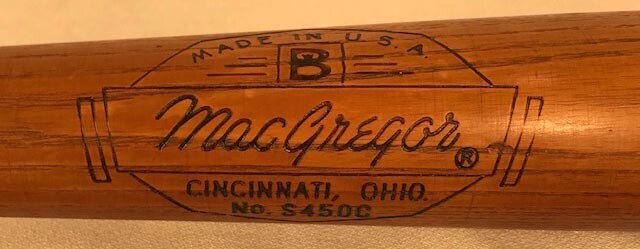 MADE IN U.S.A.
B
MacGregor®
CINCINNATI, OHIO.
No. S450C